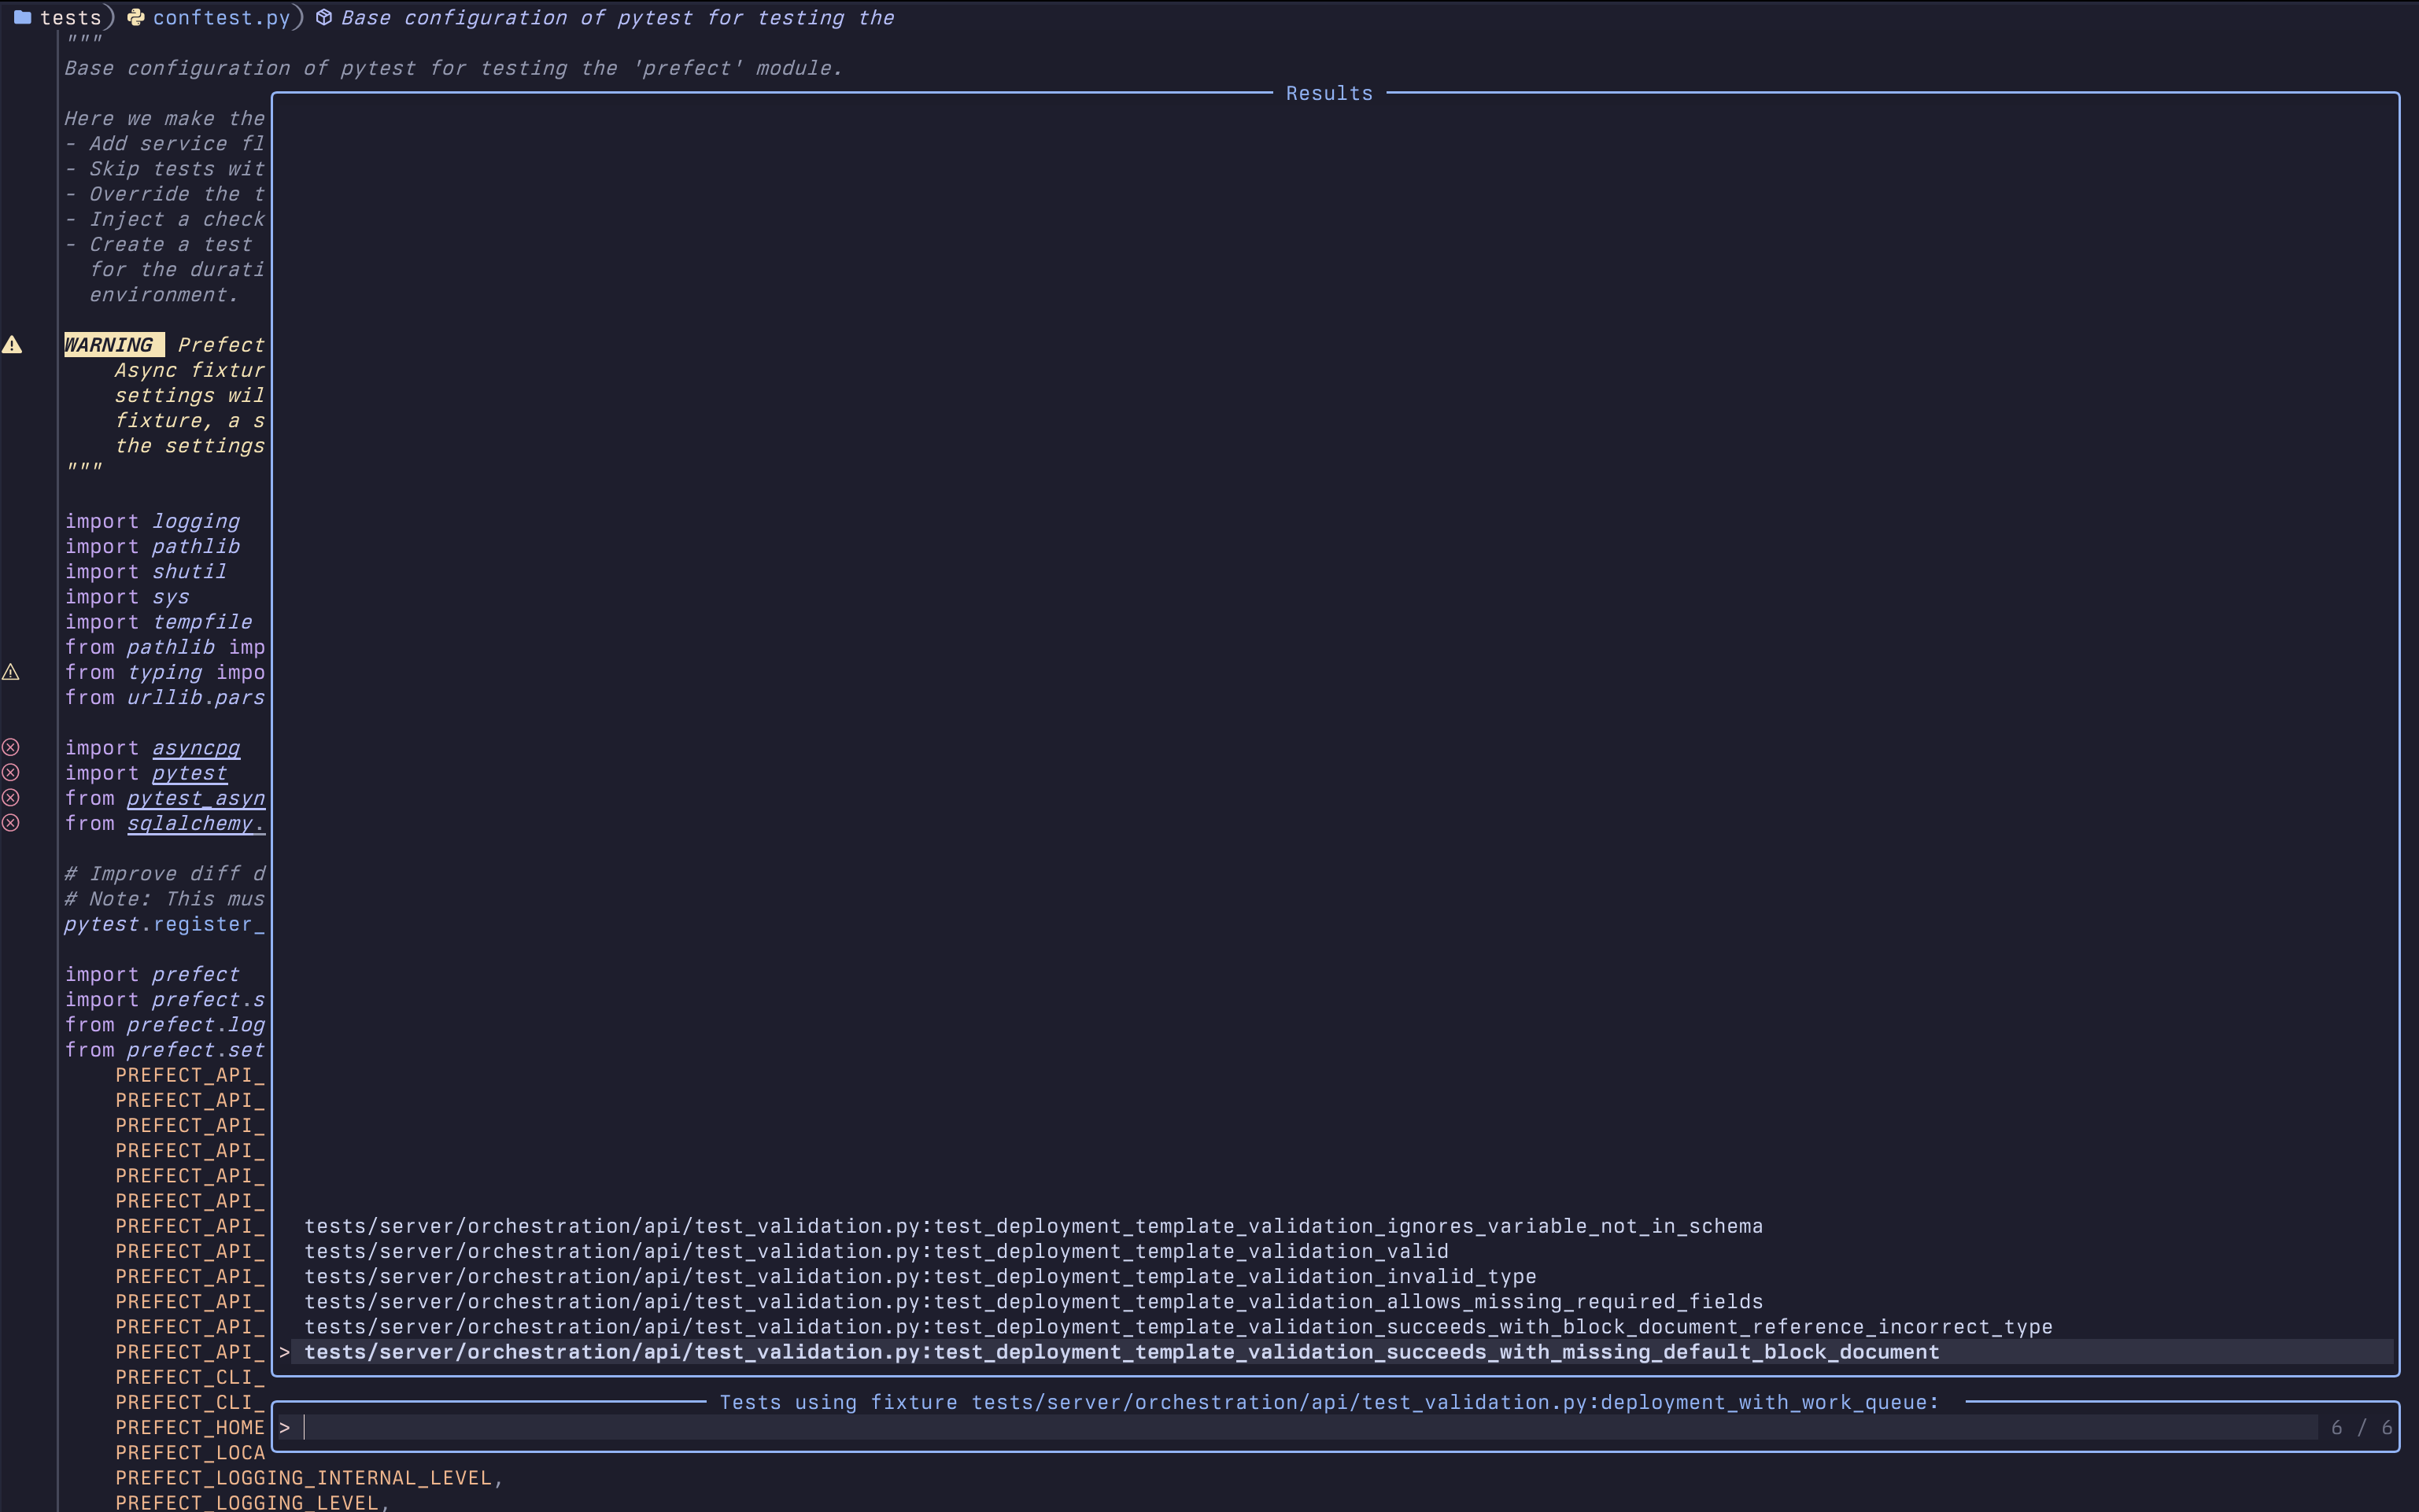 tests conftest.py Base configuration of pytest for testing the
"""
Base configuration of pytest for testing the 'prefect' module.
Results
Here we make the
- Add service fl
- Skip tests wit
- Override the t
- Inject a check
- Create a test
for the durati
environment.
WARNING Prefect
Async fixtur
settings wil
fixture, a s
the settings
"""
import logging
import pathlib
import shutil
import sys
import tempfile
from pathlib imp
from typing impo
from urllib.pars
import asyncpg
import pytest
from pytest_asyn
from sqlalchemy.
# Improve diff d
# Note: This mus
pytest.register_
import prefect
import prefect.s
from prefect.log
from prefect.set
PREFECT_API_
PREFECT_API_
PREFECT_API_
PREFECT_API_
PREFECT_API_
PREFECT_API_
PREFECT_API_
PREFECT_API_
PREFECT_API_
PREFECT_API_
PREFECT_API_
PREFECT_API_
PREFECT_CLI_
PREFECT_CLI_
PREFECT_HOME
PREFECT_LOCA
PREFECT_LOGGING_INTERNAL_LEVEL,
PREFECT_LOGGING_LEVEL,
tests/server/orchestration/api/test_validation.py:test_deployment_template_validation_ignores_variable_not_in_schema
tests/server/orchestration/api/test_validation.py:test_deployment_template_validation_valid
tests/server/orchestration/api/test_validation.py:test_deployment_template_validation_invalid_type
tests/server/orchestration/api/test_validation.py:test_deployment_template_validation_allows_missing_required_fields
tests/server/orchestration/api/test_validation.py:test_deployment_template_validation_succeeds_with_block_document_reference_incorrect_type
> tests/server/orchestration/api/test_validation.py:test_deployment_template_validation_succeeds_with_missing_default_block_document
Tests using fixture tests/server/orchestration/api/test_validation.py:deployment_with_work_queue:
> 6 / 6